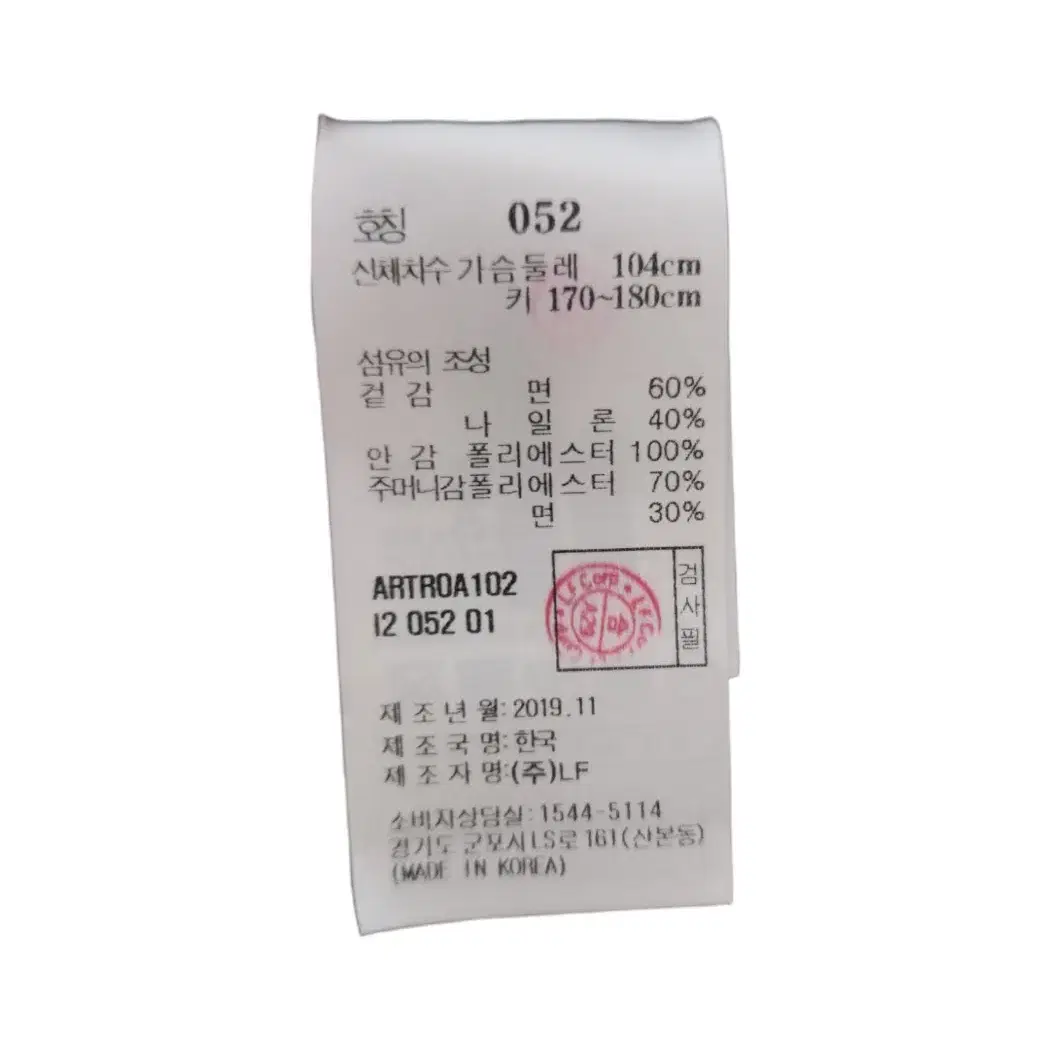 호칭 052
신체치수 가슴둘레 104cm
키 170~180cm
섬유의 조성
겉감 면 60%
나일론 40%
안감 폴리에스터 100%
주머니감 폴리에스터 70%
면 30%
ARTR0A102
I2 052 01
LF Corp
검사필
제조년월: 2019.11
제조국명: 한국
제조자명: (주)LF
소비자상담실: 1544-5114
경기도 군포시 LS로 161(산본동)
(MADE IN KOREA)